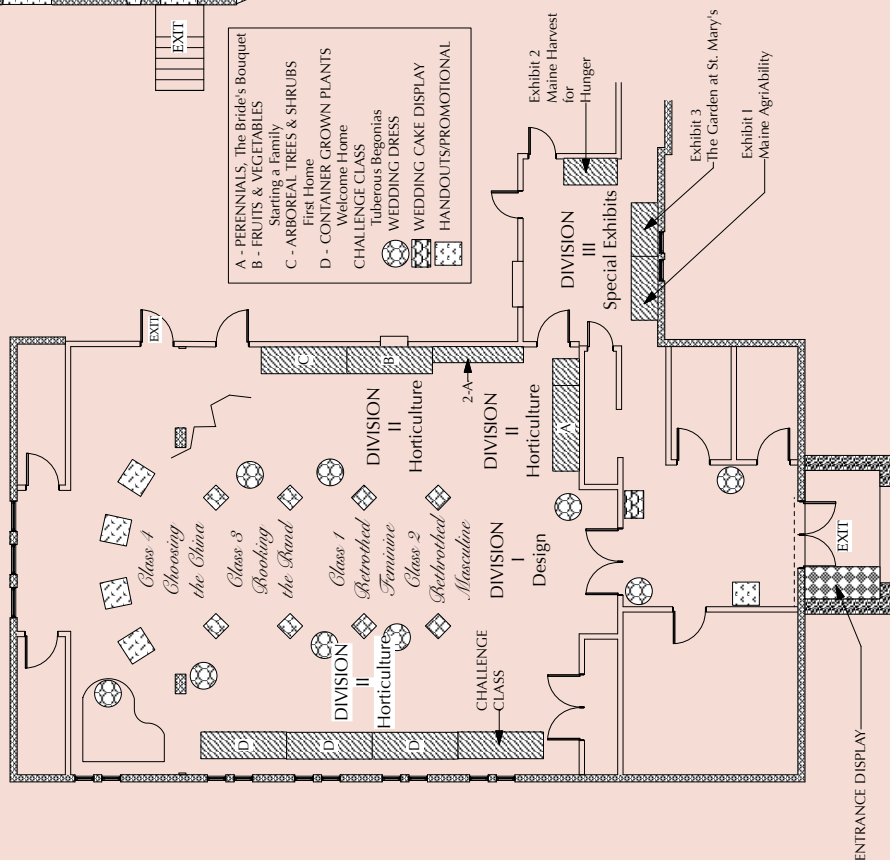 EXIT
A - PERENNIALS, The Bride's Bouquet
B - FRUITS & VEGETABLES
Starting a Family
C - ARBOREAL TREES & SHRUBS
First Home
D - CONTAINER GROWN PLANTS
Welcome Home
CHALLENGE CLASS
Tuberous Begonias
WEDDING DRESS
WEDDING CAKE DISPLAY
HANDOUTS/PROMOTIONAL
Exhibit 2
Maine Harvest
for
Hunger
Exhibit 3
The Garden at St. Mary's
Exhibit 1
Maine AgriAbility
DIVISION
III
Special Exhibits
EXIT
C
B
2-A
A
DIVISION
II
Horticulture
DIVISION
II
Horticulture
Class 4
Choosing
the China
Class 3
Booking
the Band
Class 1
Betrothed
Feminine
Class 2
Bethrothed
Masculine
DIVISION
I
Design
DIVISION
II
Horticulture
D
D
D
CHALLENGE
CLASS
EXIT
ENTRANCE DISPLAY